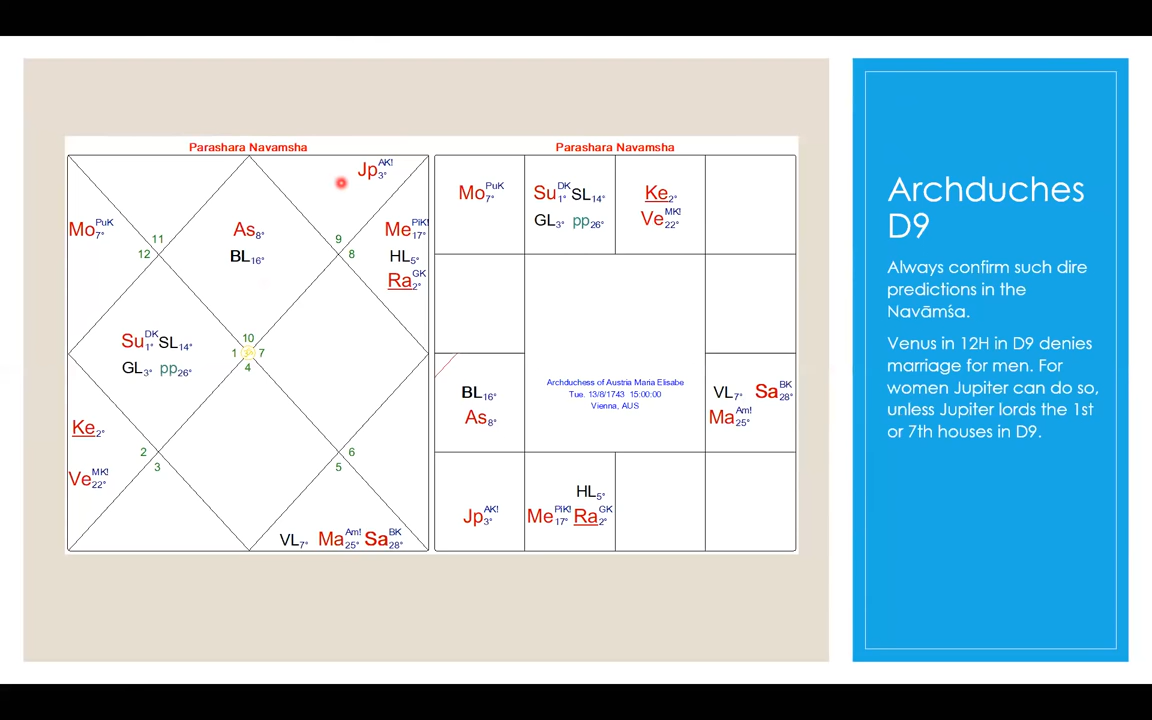 Parashara Navamsha
Jp AK! 3°
Mo PuK 7°
As 8°
BL 16°
Me PiK! 17°
HL 5°
Ra GK 2°
11
12
9
8
Su DK 1° SL 14°
GL 3° pp 26°
10
1 7
4
Ke 2°
Ve MK! 22°
2
3
6
5
VL 7° Ma Am! 25° Sa BK 28°
Parashara Navamsha
Mo PuK 7°
Su DK 1° SL 14°
GL 3° pp 26°
Ke 2°
Ve MK! 22°
BL 16°
As 8°
Archduchess of Austria Maria Elisabe
Tue. 13/8/1743 15:00:00
Vienna, AUS
VL 7° Sa BK 28°
Ma Am! 25°
Jp AK! 3°
HL 5°
Me PiK! 17° Ra GK 2°
Archduches
D9
Always confirm such dire
predictions in the
Navāmśa.
Venus in 12H in D9 denies
marriage for men. For
women Jupiter can do so,
unless Jupiter lords the 1st
or 7th houses in D9.